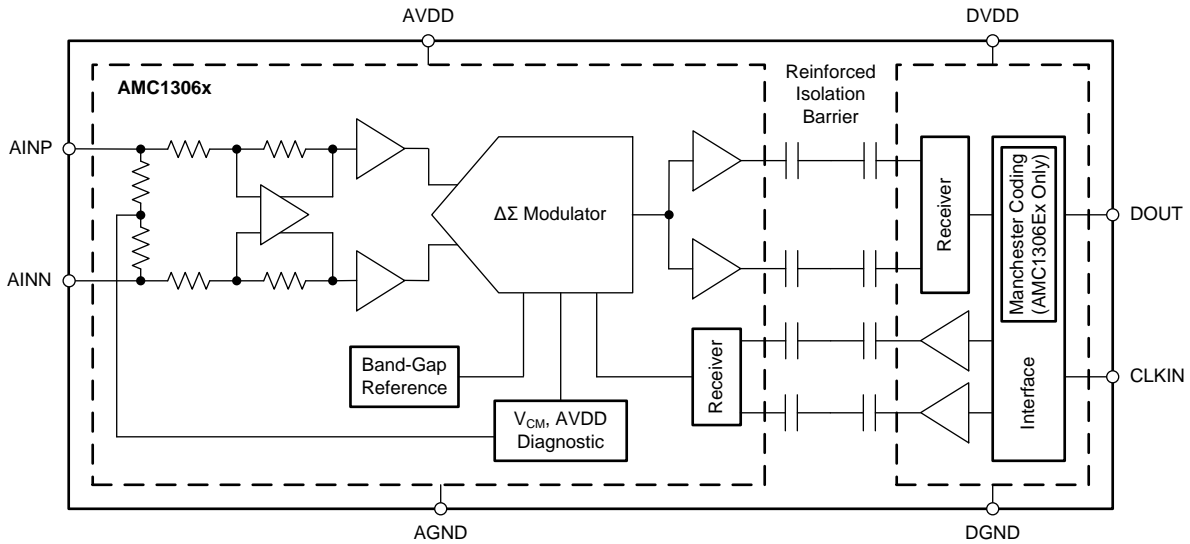 AVDD
DVDD
AMC1306x
Reinforced
Isolation
Barrier
AINP
AINN
ΔΣ Modulator
Receiver
Manchester Coding
(AMC1306Ex Only)
DOUT
Band-Gap
Reference
VCM, AVDD
Diagnostic
Receiver
Interface
CLKIN
AGND
DGND